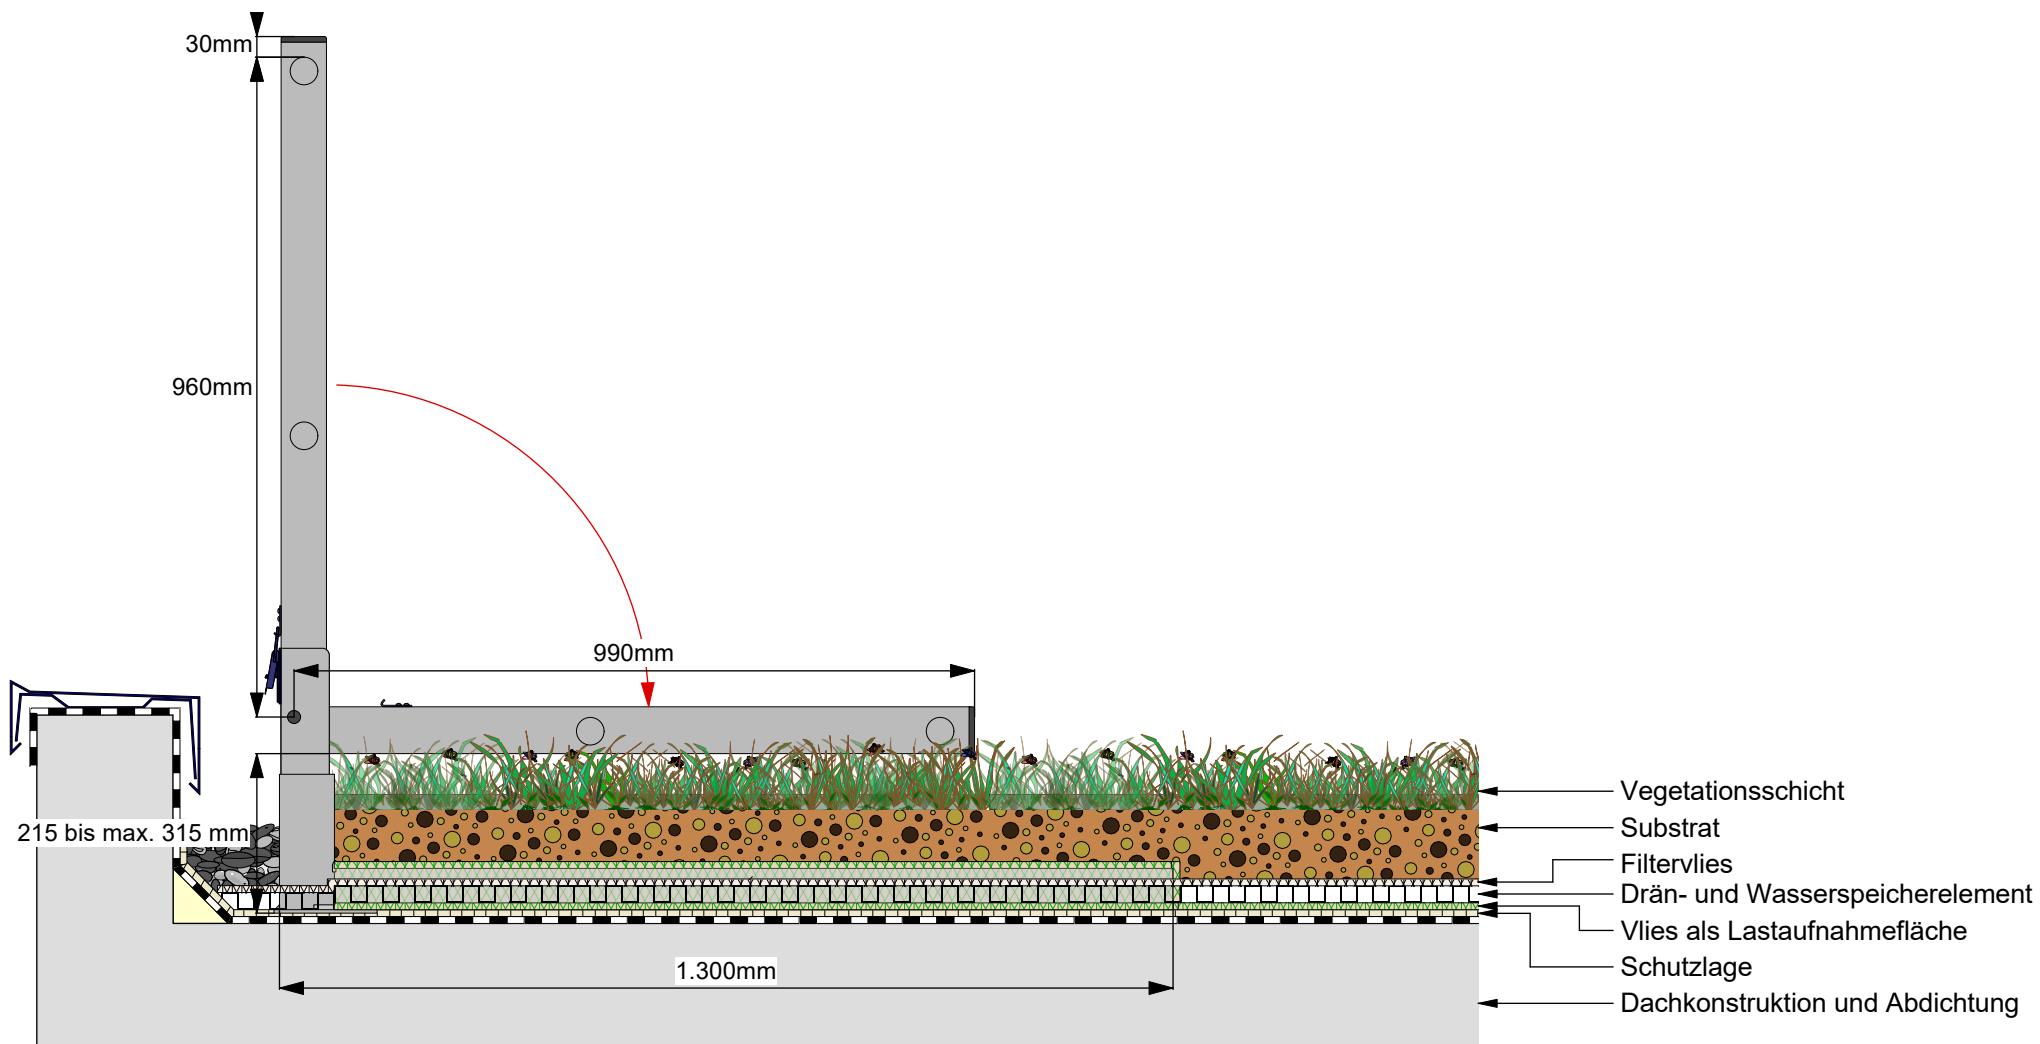 30mm
960mm
990mm
215 bis max. 315 mm
1.300mm
Vegetationsschicht
Substrat
Filtervlies
Drän- und Wasserspeicherelement
Vlies als Lastaufnahmefläche
Schutzlage
Dachkonstruktion und Abdichtung